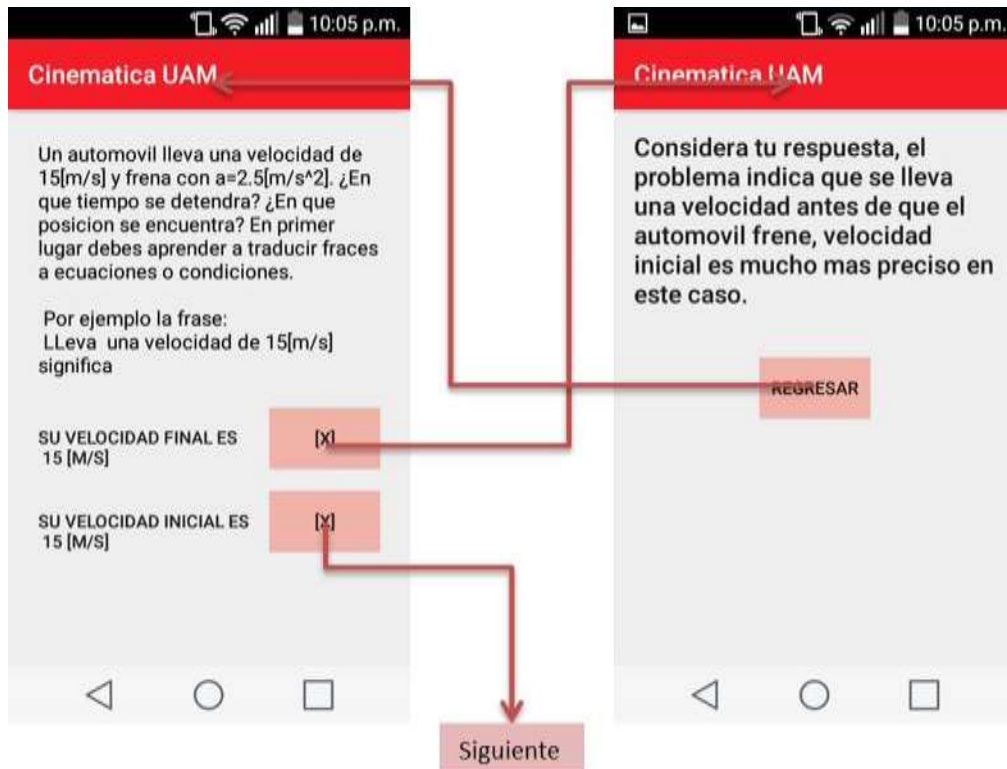 10:05 p.m.
Cinematica UAM
Un automovil lleva una velocidad de
15[m/s] y frena con a=2.5[m/s^2]. ¿En
que tiempo se detendra? ¿En que
posicion se encuentra? En primer
lugar debes aprender a traducir fraces
a ecuaciones o condiciones.
Por ejemplo la frase:
LLeva una velocidad de 15[m/s]
significa
SU VELOCIDAD FINAL ES
15 [M/S]
[X]
SU VELOCIDAD INICIAL ES
15 [M/S]
[X]
10:05 p.m.
Cinematica UAM
Considera tu respuesta, el
problema indica que se lleva
una velocidad antes de que el
automovil frene, velocidad
inicial es mucho mas preciso en
este caso.
REGRESAR
Siguiente